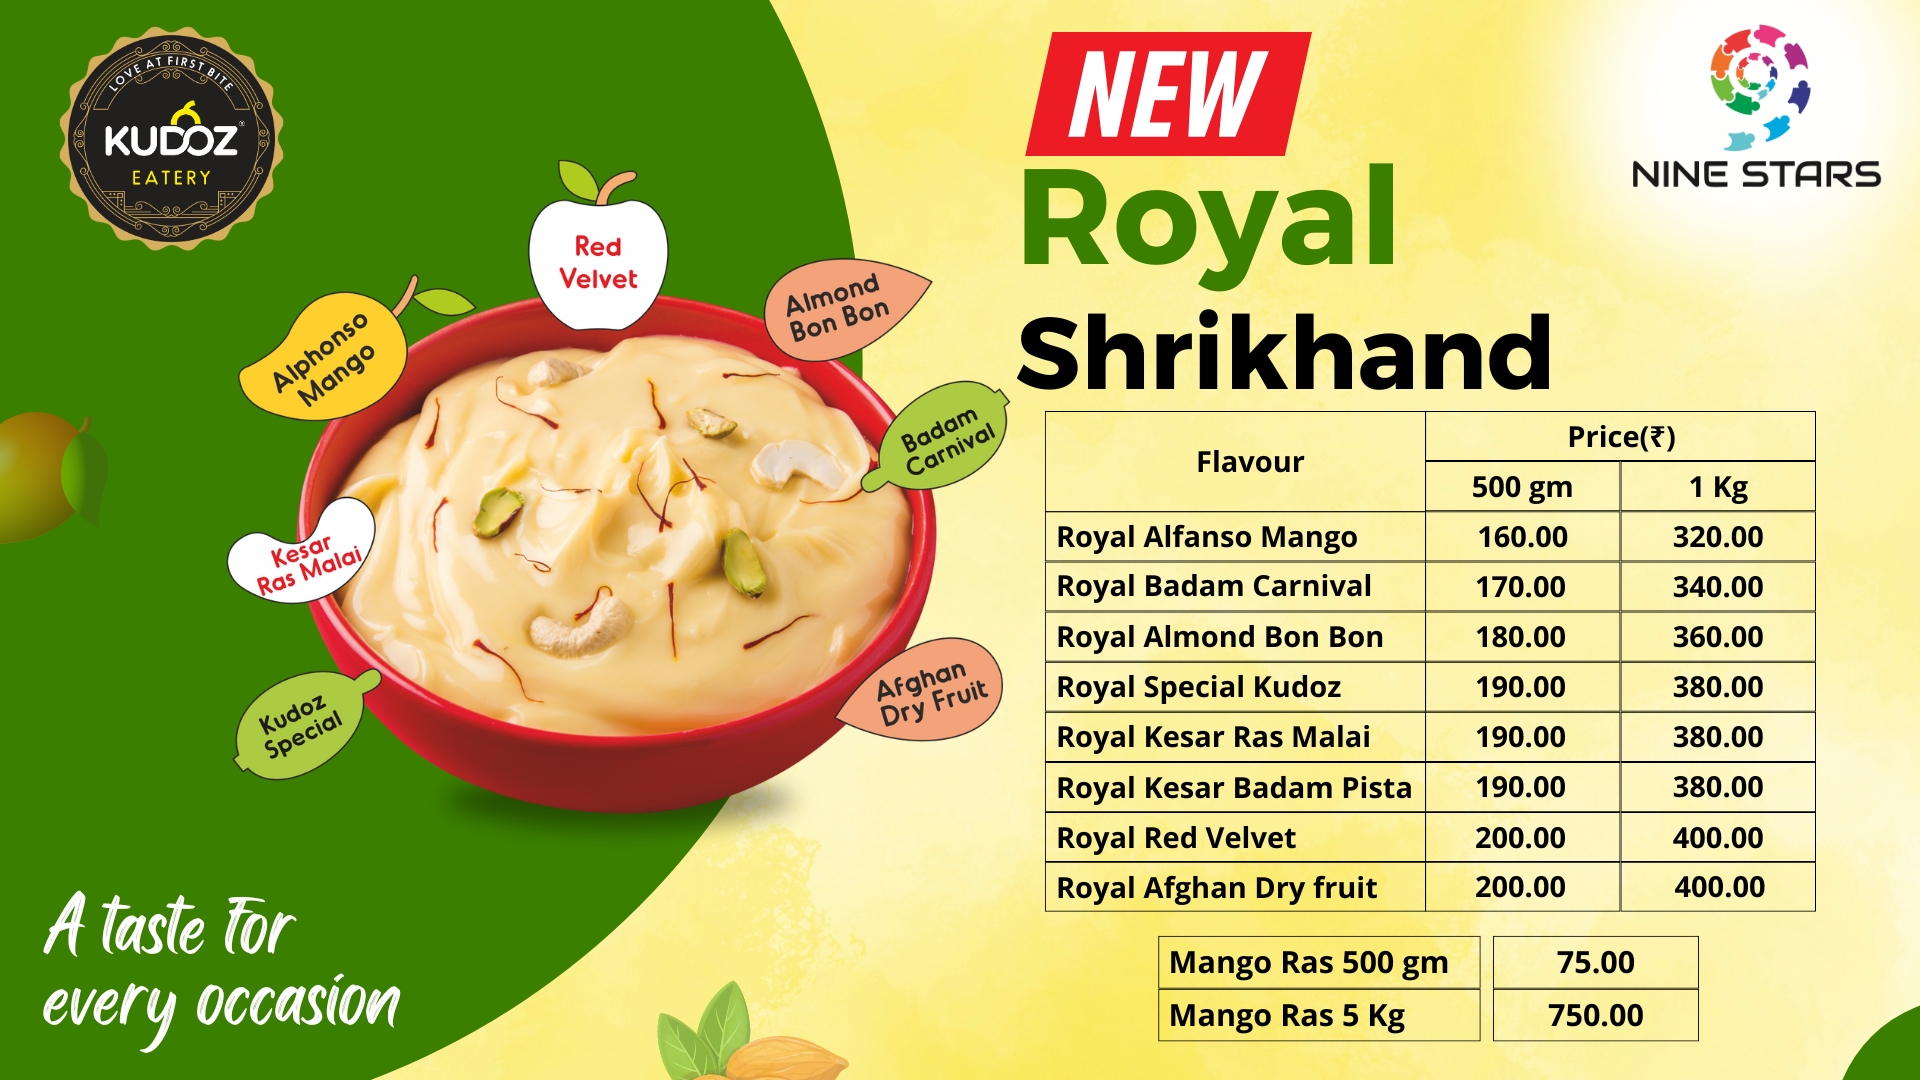 LOVE AT FIRST BITE
KUDOZ
EATERY
Red
Velvet
Almond
Bon Bon
Alphonso
Mango
Badam
Carnival
Kesar
Ras Malai
Kudoz
Special
Afghan
Dry Fruit
A taste for
every occasion
NEW
Royal
Shrikhand
NINE STARS
Flavour Price(₹)
500 gm 1 Kg
Royal Alfanso Mango 160.00 320.00
Royal Badam Carnival 170.00 340.00
Royal Almond Bon Bon 180.00 360.00
Royal Special Kudoz 190.00 380.00
Royal Kesar Ras Malai 190.00 380.00
Royal Kesar Badam Pista 190.00 380.00
Royal Red Velvet 200.00 400.00
Royal Afghan Dry fruit 200.00 400.00
Mango Ras 500 gm 75.00
Mango Ras 5 Kg 750.00